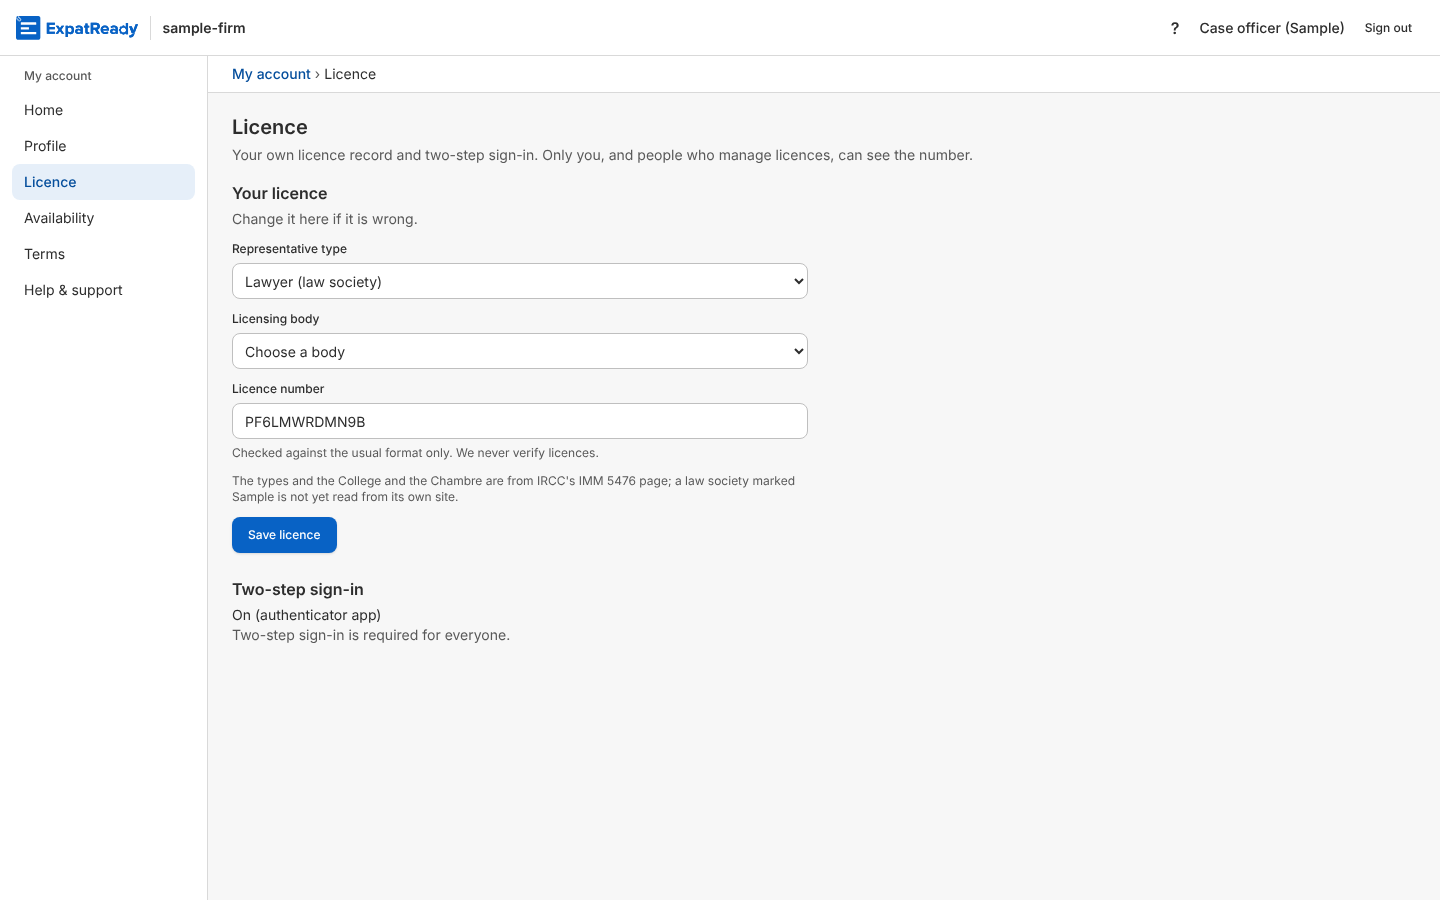 ExpatReady
sample-firm
?
Case officer (Sample)
Sign out
My account
Home
Profile
Licence
Availability
Terms
Help & support
My account › Licence
Licence
Your own licence record and two-step sign-in. Only you, and people who manage licences, can see the number.
Your licence
Change it here if it is wrong.
Representative type
Lawyer (law society)
Licensing body
Choose a body
Licence number
PF6LMWRDMN9B
Checked against the usual format only. We never verify licences.
The types and the College and the Chambre are from IRCC's IMM 5476 page; a law society marked
Sample is not yet read from its own site.
Save licence
Two-step sign-in
On (authenticator app)
Two-step sign-in is required for everyone.